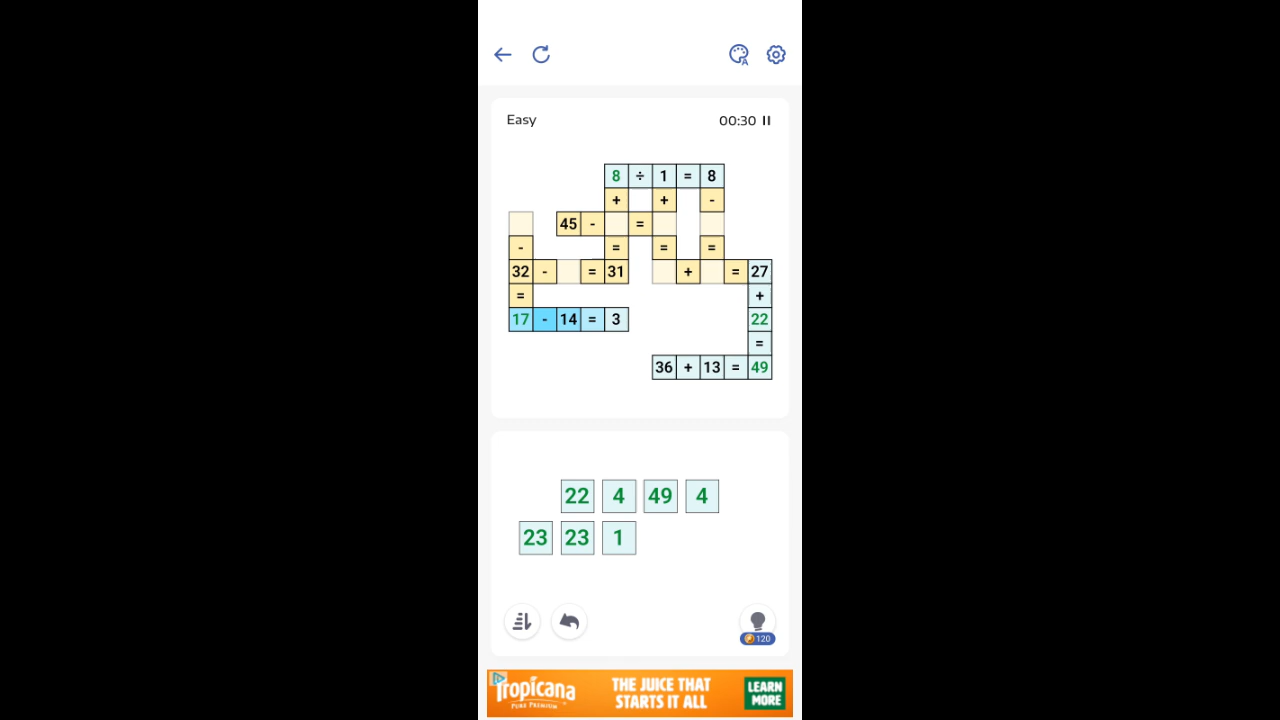 Easy 00:30
8 ÷ 1 = 8
+ + -
45 - =
- = = =
32 - = 31 + = 27
= +
17 - 14 = 3 22
=
36 + 13 = 49
22 4 49 4
23 23 1
120
Tropicana PURE PREMIUM THE JUICE THAT STARTS IT ALL LEARN MORE